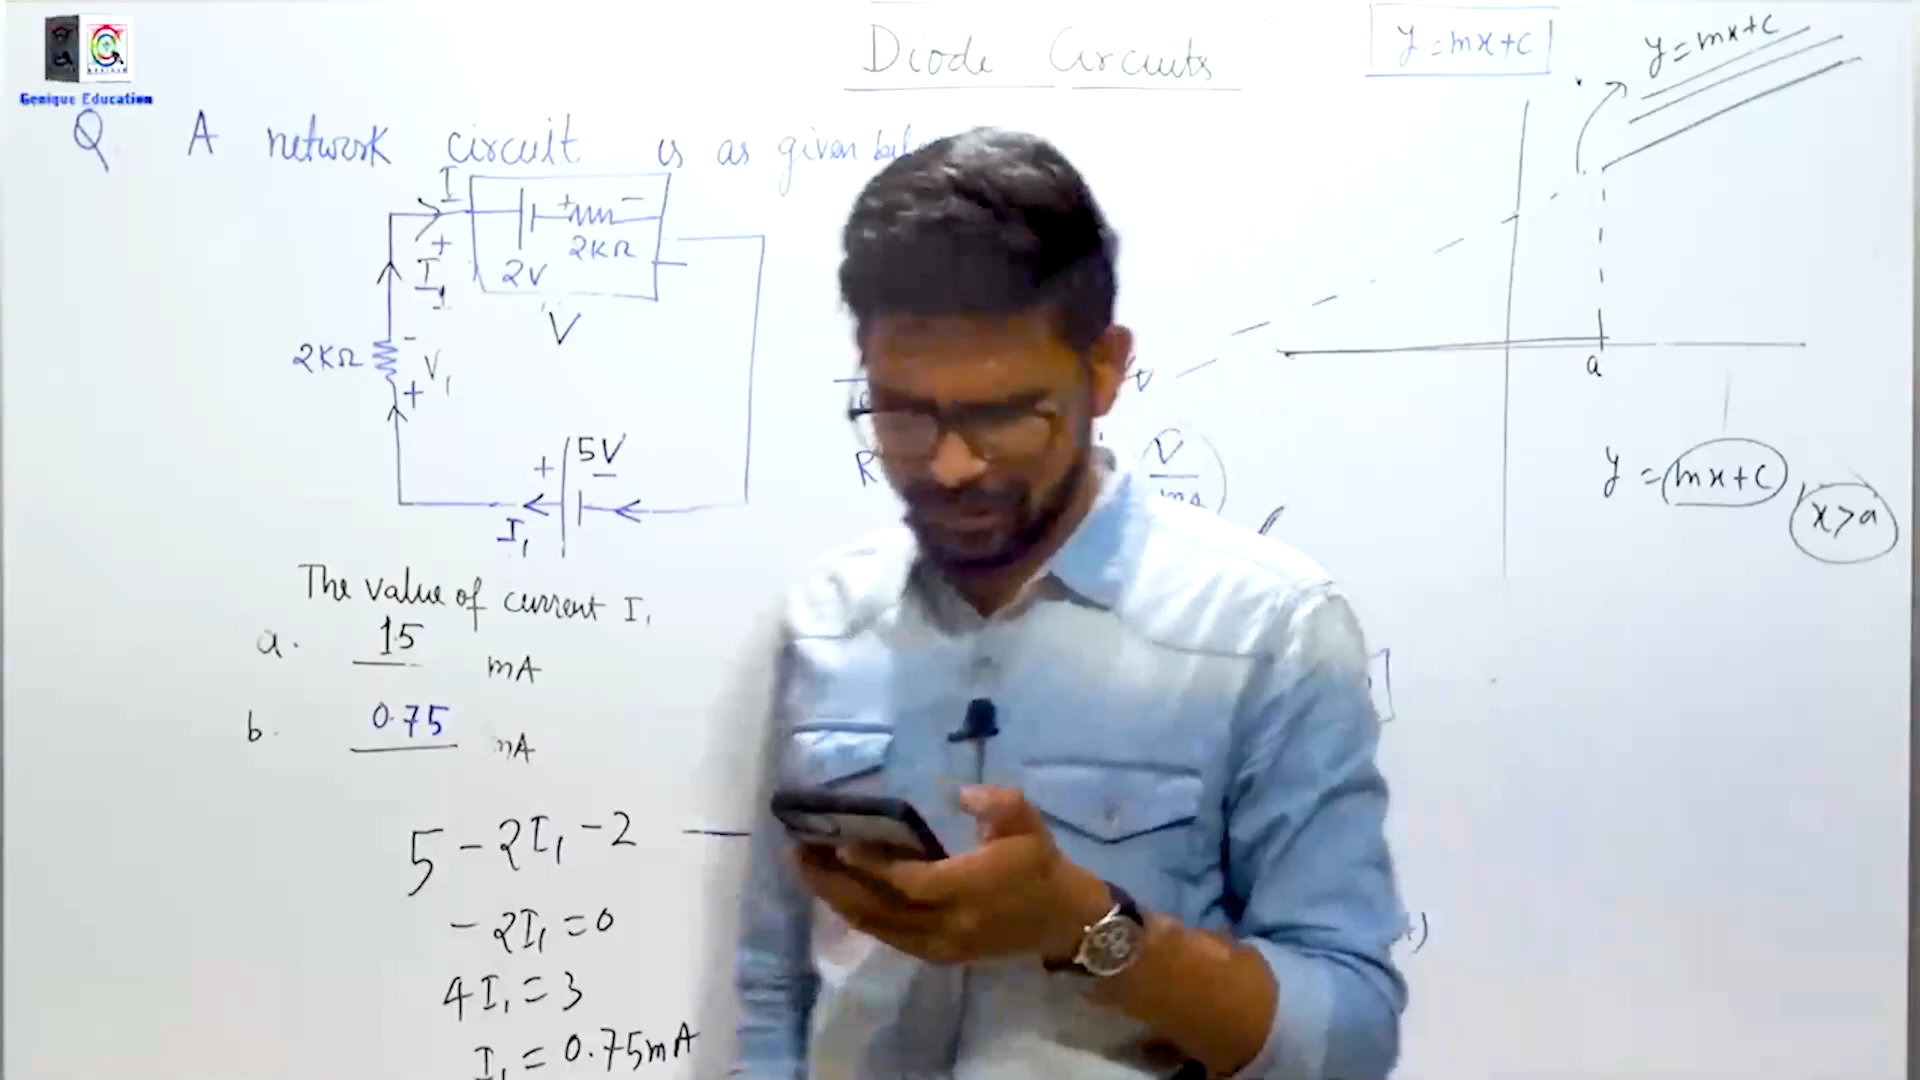 Genique Education
Diode Circuits
y = mx+c
y = mx+c
Q. A network circuit is as given
I
+ -
2KΩ
2V
+
I1
V
2KΩ
-
V1
+
5V
+
I1
R
V
mA
a
y = mx+c
x>a
The value of current I1
a. 1.5 mA
b. 0.75 mA
5 - 2I1 - 2
- 2I1 = 0
4I1 = 3
I1 = 0.75mA